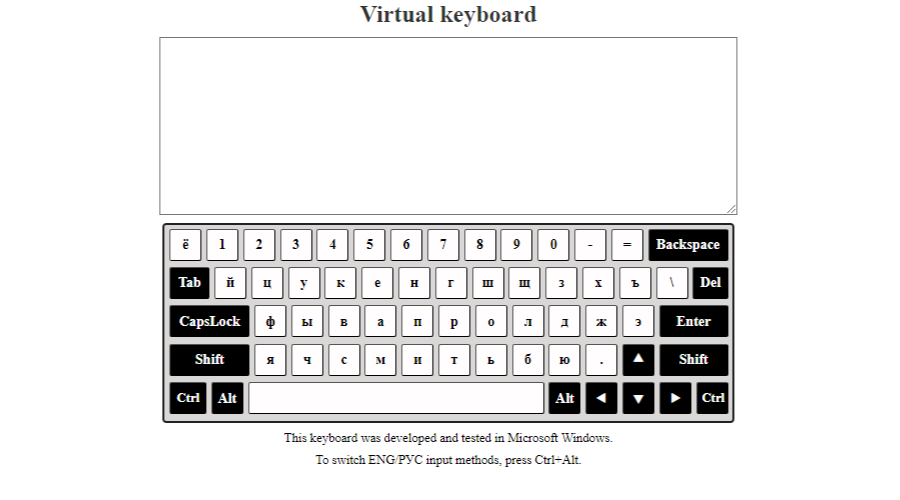 Virtual keyboard
ё 1 2 3 4 5 6 7 8 9 0 - = Backspace
Tab й ц у к е н г ш щ з х ъ \ Del
CapsLock ф ы в а п р о л д ж э Enter
Shift я ч с м и т ь б ю . ▲ Shift
Ctrl Alt Alt ◄ ▼ ► Ctrl
This keyboard was developed and tested in Microsoft Windows.
To switch ENG/РУС input methods, press Ctrl+Alt.